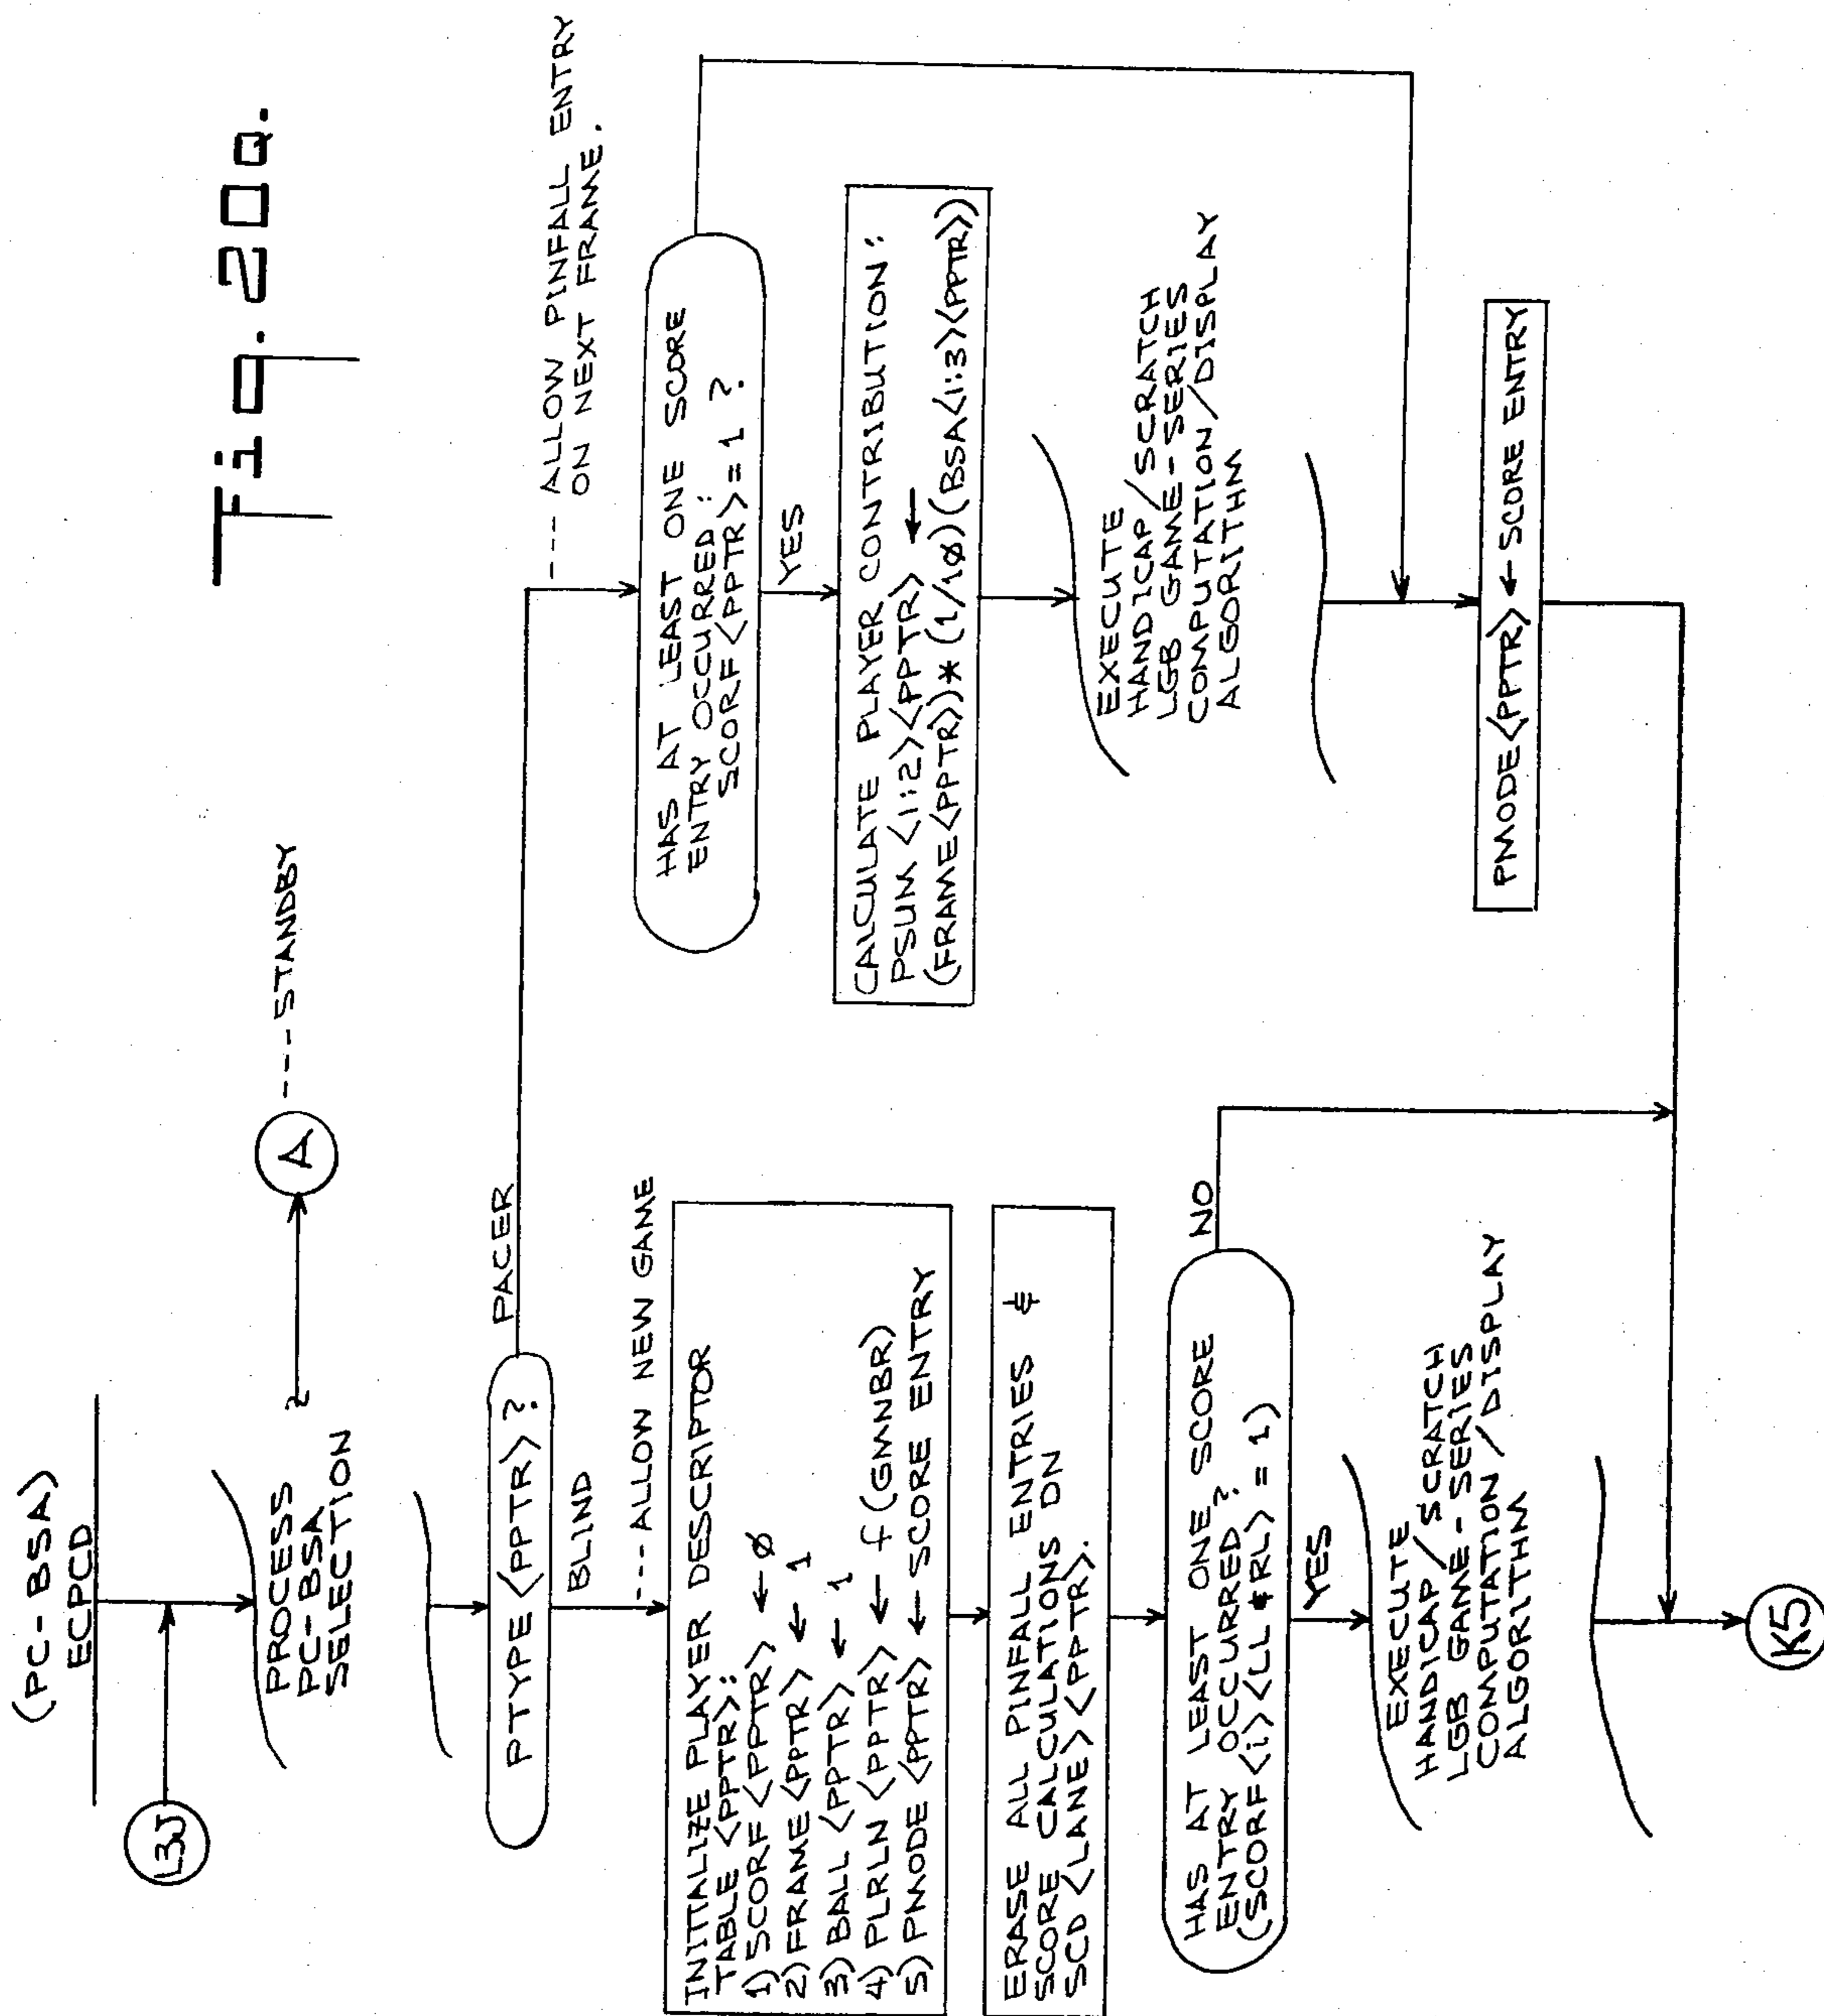 Fig. 20q.
(PC-BSA)
ECPCD
L3J
PROCESS
PC-BSA
SELECTION
A
---STANDBY
PTYPE<PPTR>?
PACER
BLIND
---ALLOW NEW GAME
INITIALIZE PLAYER DESCRIPTOR
TABLE <PPTR>:
1) SCORF <PPTR> ← Ø
2) FRAME <PPTR> ← 1
3) BALL <PPTR> ← 1
4) PLRLN <PPTR> ← f(GMNBR)
5) PMODE <PPTR> ← SCORE ENTRY
ERASE ALL PINFALL ENTRIES &
SCORE CALCULATIONS ON
SCD <LANE><PPTR>.
HAS AT LEAST ONE SCORE
ENTRY OCCURRED?
(SCORF<i><LL & RL> = 1)
NO
YES
EXECUTE
HANDICAP/SCRATCH
LGB GAME-SERIES
COMPUTATION/DISPLAY
ALGORITHM
K5
---- ALLOW PINFALL ENTRY
ON NEXT FRAME.
HAS AT LEAST ONE SCORE
ENTRY OCCURRED:
SCORF<PPTR>=1 ?
YES
CALCULATE PLAYER CONTRIBUTION:
PSUM <1:2><PPTR> ←
(FRAME<PPTR>)*(1/1Ø)(BSA<1:3><PPTR>)
EXECUTE
HANDICAP/SCRATCH
LGB GAME-SERIES
COMPUTATION/DISPLAY
ALGORITHM
PMODE<PPTR> ← SCORE ENTRY